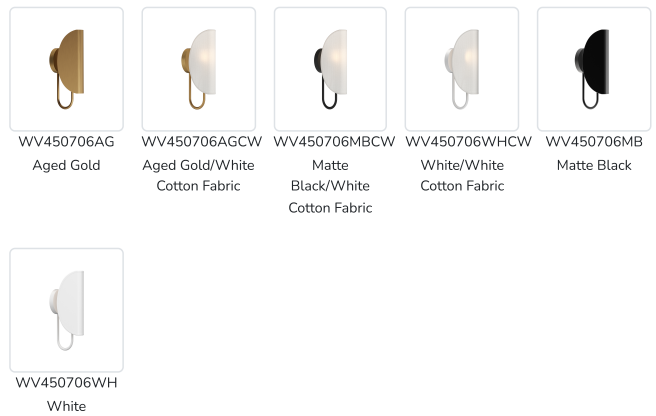 WV450706AG
Aged Gold
WV450706AGCW
Aged Gold/White
Cotton Fabric
WV450706MBCW
Matte
Black/White
Cotton Fabric
WV450706WHCW
White/White
Cotton Fabric
WV450706MB
Matte Black
WV450706WH
White